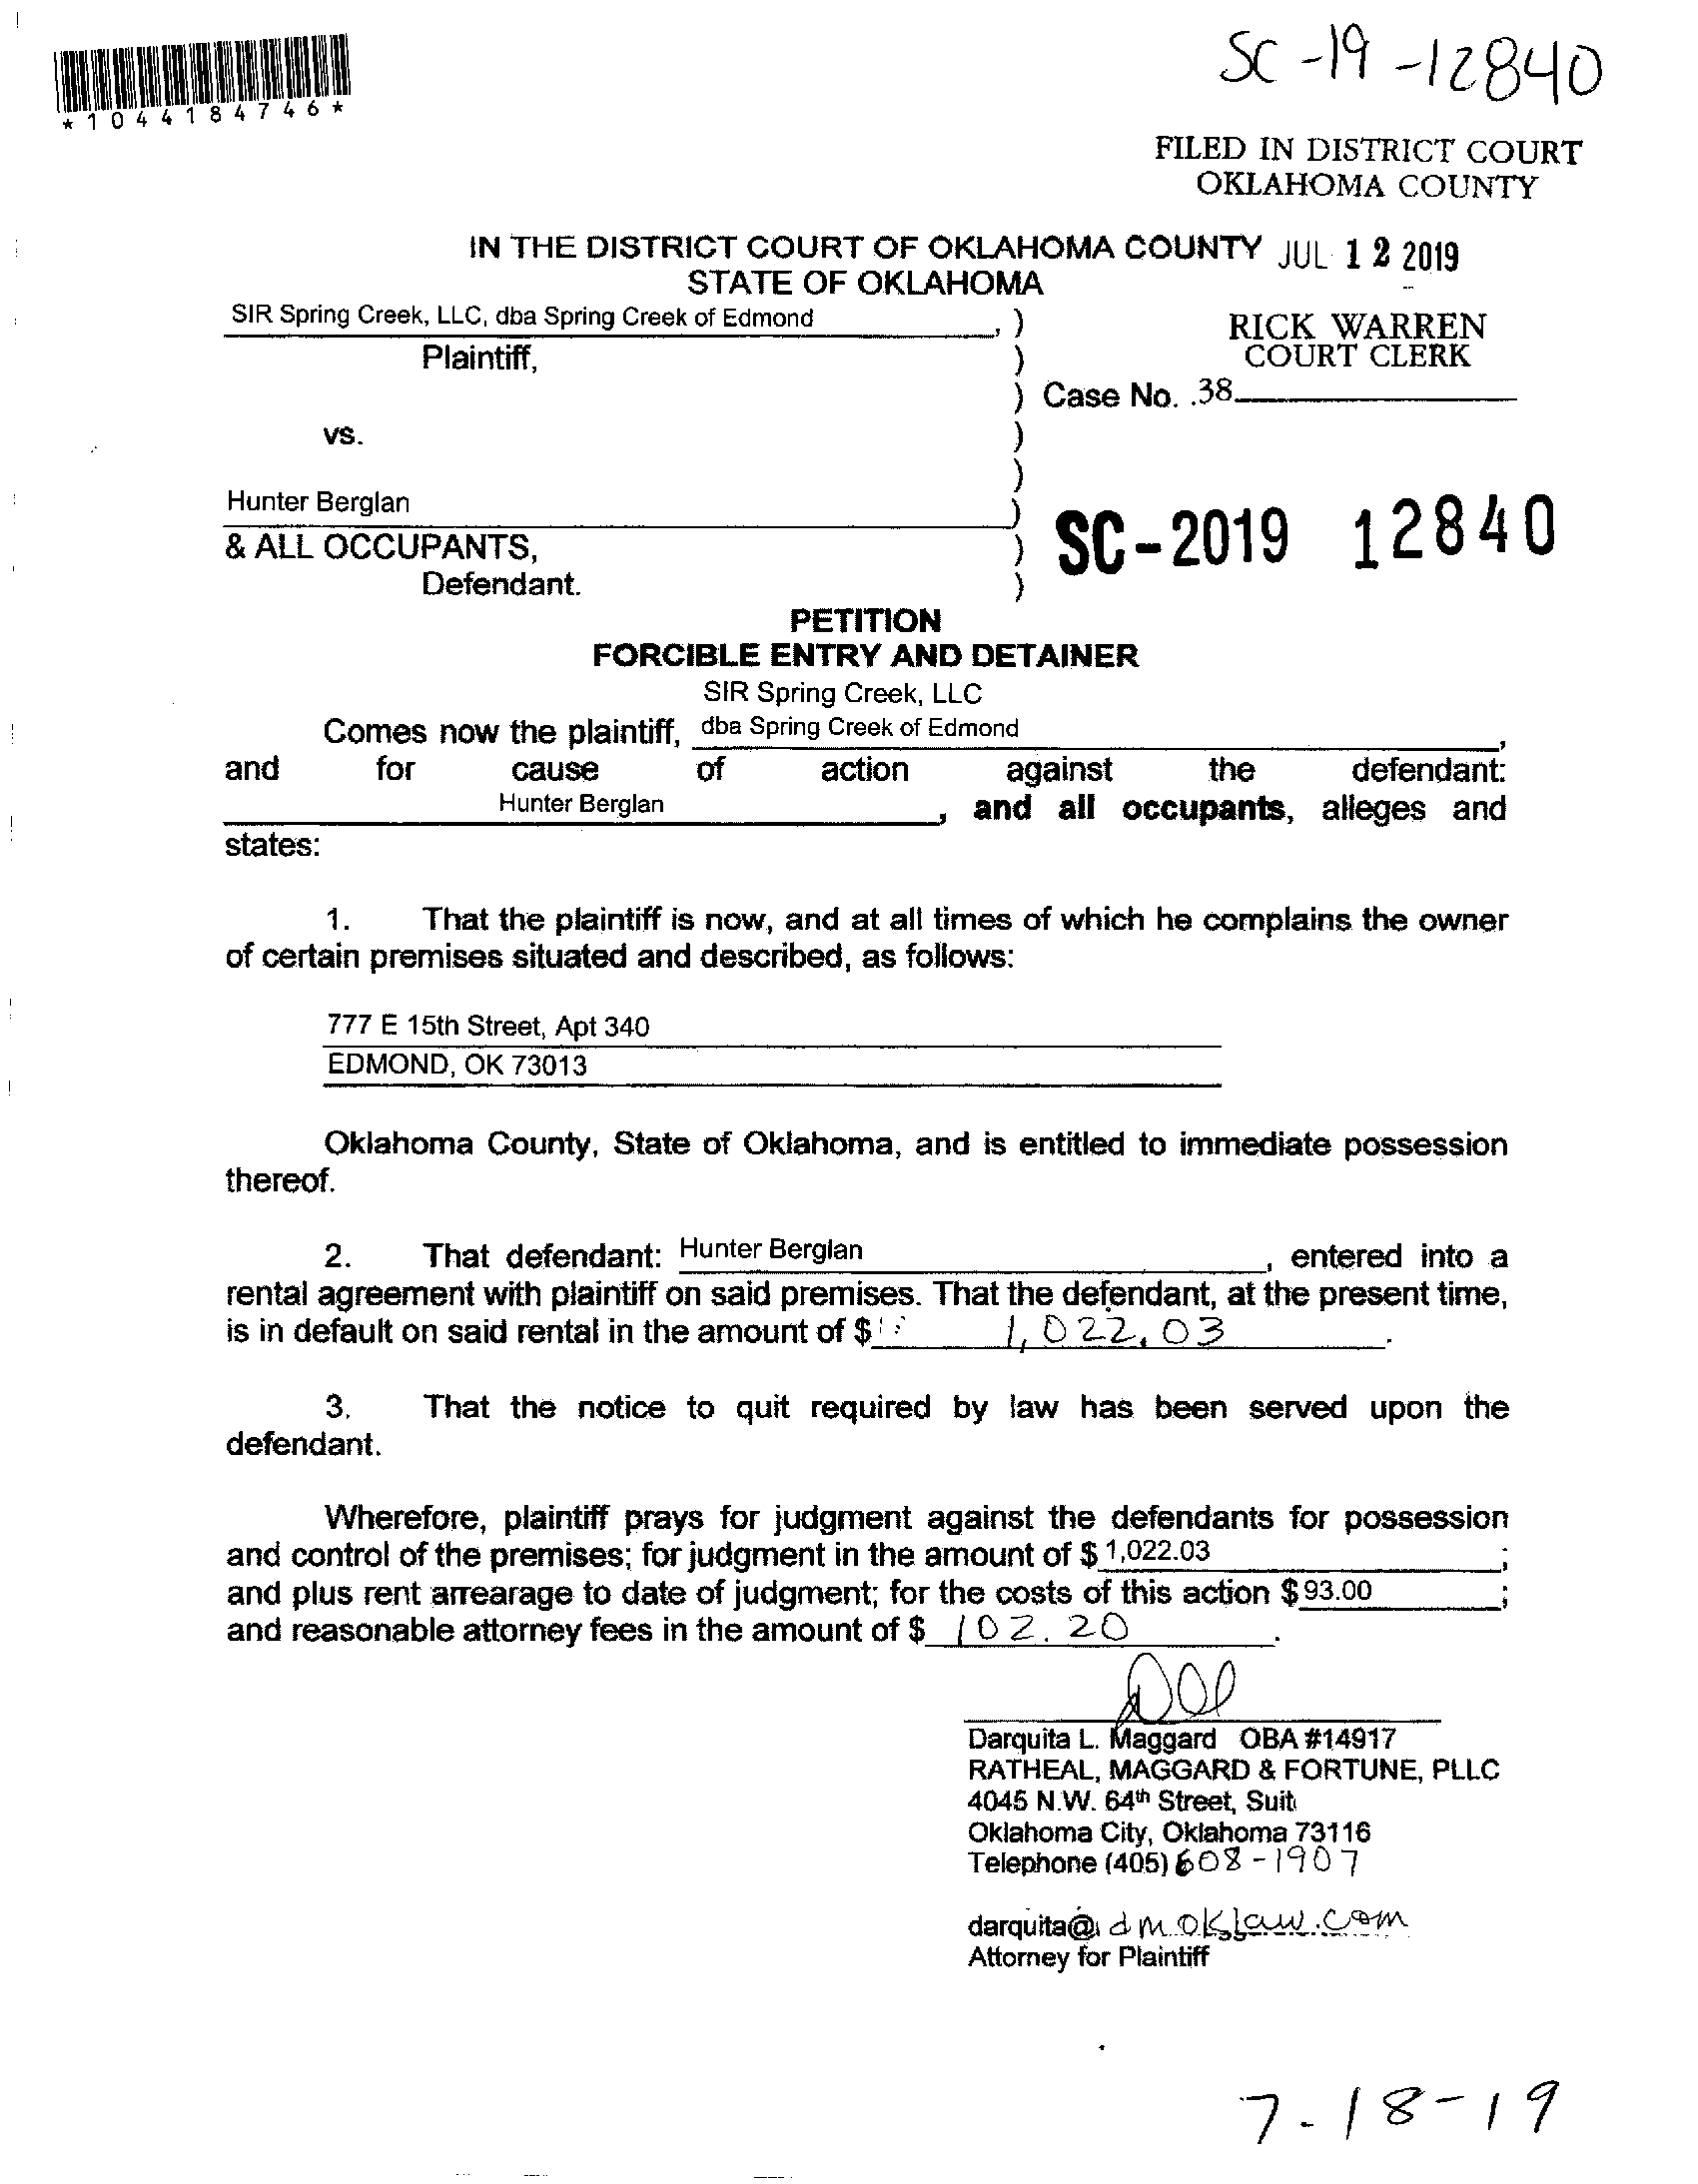 SC-19-12840
*1044184746*
FILED IN DISTRICT COURT
OKLAHOMA COUNTY
IN THE DISTRICT COURT OF OKLAHOMA COUNTY JUL 12 2019
STATE OF OKLAHOMA
SIR Spring Creek, LLC, dba Spring Creek of Edmond , )
RICK WARREN
Plaintiff, )
COURT CLERK
) Case No. .38
vs. )
)
Hunter Berglan )
& ALL OCCUPANTS, ) SC-2019 12840
Defendant. )
PETITION
FORCIBLE ENTRY AND DETAINER
SIR Spring Creek, LLC
Comes now the plaintiff, dba Spring Creek of Edmond ,
and for cause of action against the defendant:
Hunter Berglan , and all occupants, alleges and
states:
1. That the plaintiff is now, and at all times of which he complains the owner
of certain premises situated and described, as follows:
777 E 15th Street, Apt 340
EDMOND, OK 73013
Oklahoma County, State of Oklahoma, and is entitled to immediate possession
thereof.
2. That defendant: Hunter Berglan , entered into a
rental agreement with plaintiff on said premises. That the defendant, at the present time,
is in default on said rental in the amount of $ 1,022.03 .
3. That the notice to quit required by law has been served upon the
defendant.
Wherefore, plaintiff prays for judgment against the defendants for possession
and control of the premises; for judgment in the amount of $ 1,022.03 ;
and plus rent arrearage to date of judgment; for the costs of this action $ 93.00 ;
and reasonable attorney fees in the amount of $ 102.20 .
Darquita L. Maggard OBA #14917
RATHEAL, MAGGARD & FORTUNE, PLLC
4045 N.W. 64th Street, Suit
Oklahoma City, Oklahoma 73116
Telephone (405) 608-1907
darquita@dmoklaw.com
Attorney for Plaintiff
7-18-19